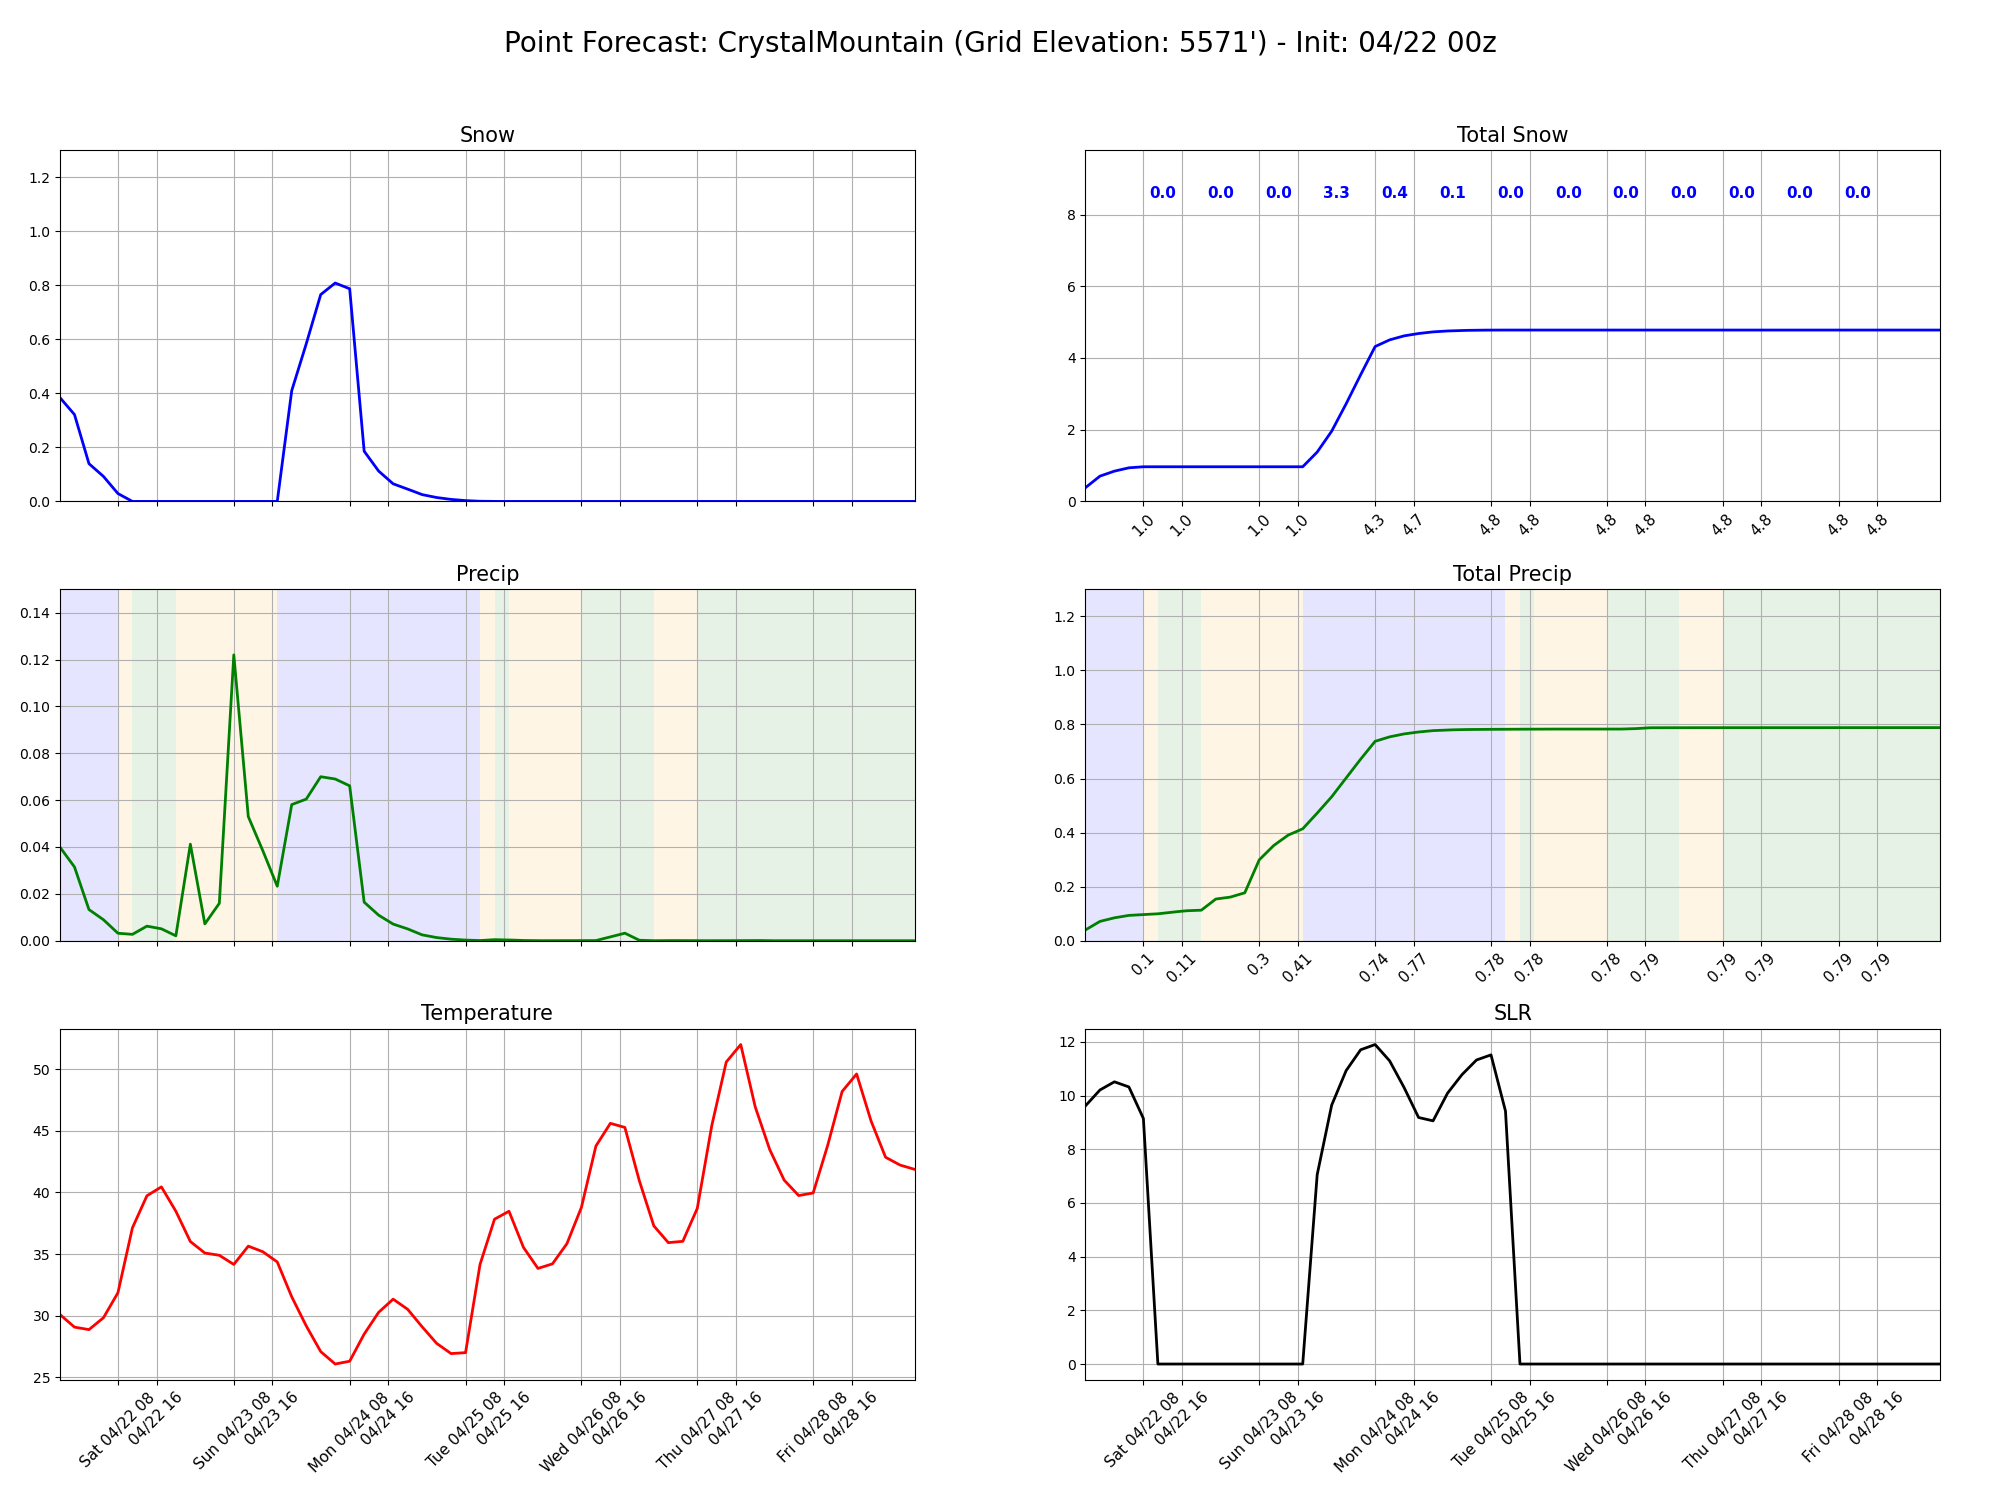 Point Forecast: CrystalMountain (Grid Elevation: 5571') - Init: 04/22 00z
Snow
1.2
1.0
0.8
0.6
0.4
0.2
0.0
Total Snow
0.0 0.0 0.0 3.3 0.4 0.1 0.0 0.0 0.0 0.0 0.0 0.0 0.0
8
6
4
2
0
1.0 1.0 1.0 1.0 4.3 4.7 4.8 4.8 4.8 4.8 4.8 4.8 4.8 4.8
Precip
0.14
0.12
0.10
0.08
0.06
0.04
0.02
0.00
Total Precip
1.2
1.0
0.8
0.6
0.4
0.2
0.0
0.1 0.11 0.3 0.41 0.74 0.77 0.78 0.78 0.78 0.79 0.79 0.79 0.79 0.79
Temperature
50
45
40
35
30
25
Sat 04/22 08
04/22 16
Sun 04/23 08
04/23 16
Mon 04/24 08
04/24 16
Tue 04/25 08
04/25 16
Wed 04/26 08
04/26 16
Thu 04/27 08
04/27 16
Fri 04/28 08
04/28 16
SLR
12
10
8
6
4
2
0
Sat 04/22 08
04/22 16
Sun 04/23 08
04/23 16
Mon 04/24 08
04/24 16
Tue 04/25 08
04/25 16
Wed 04/26 08
04/26 16
Thu 04/27 08
04/27 16
Fri 04/28 08
04/28 16